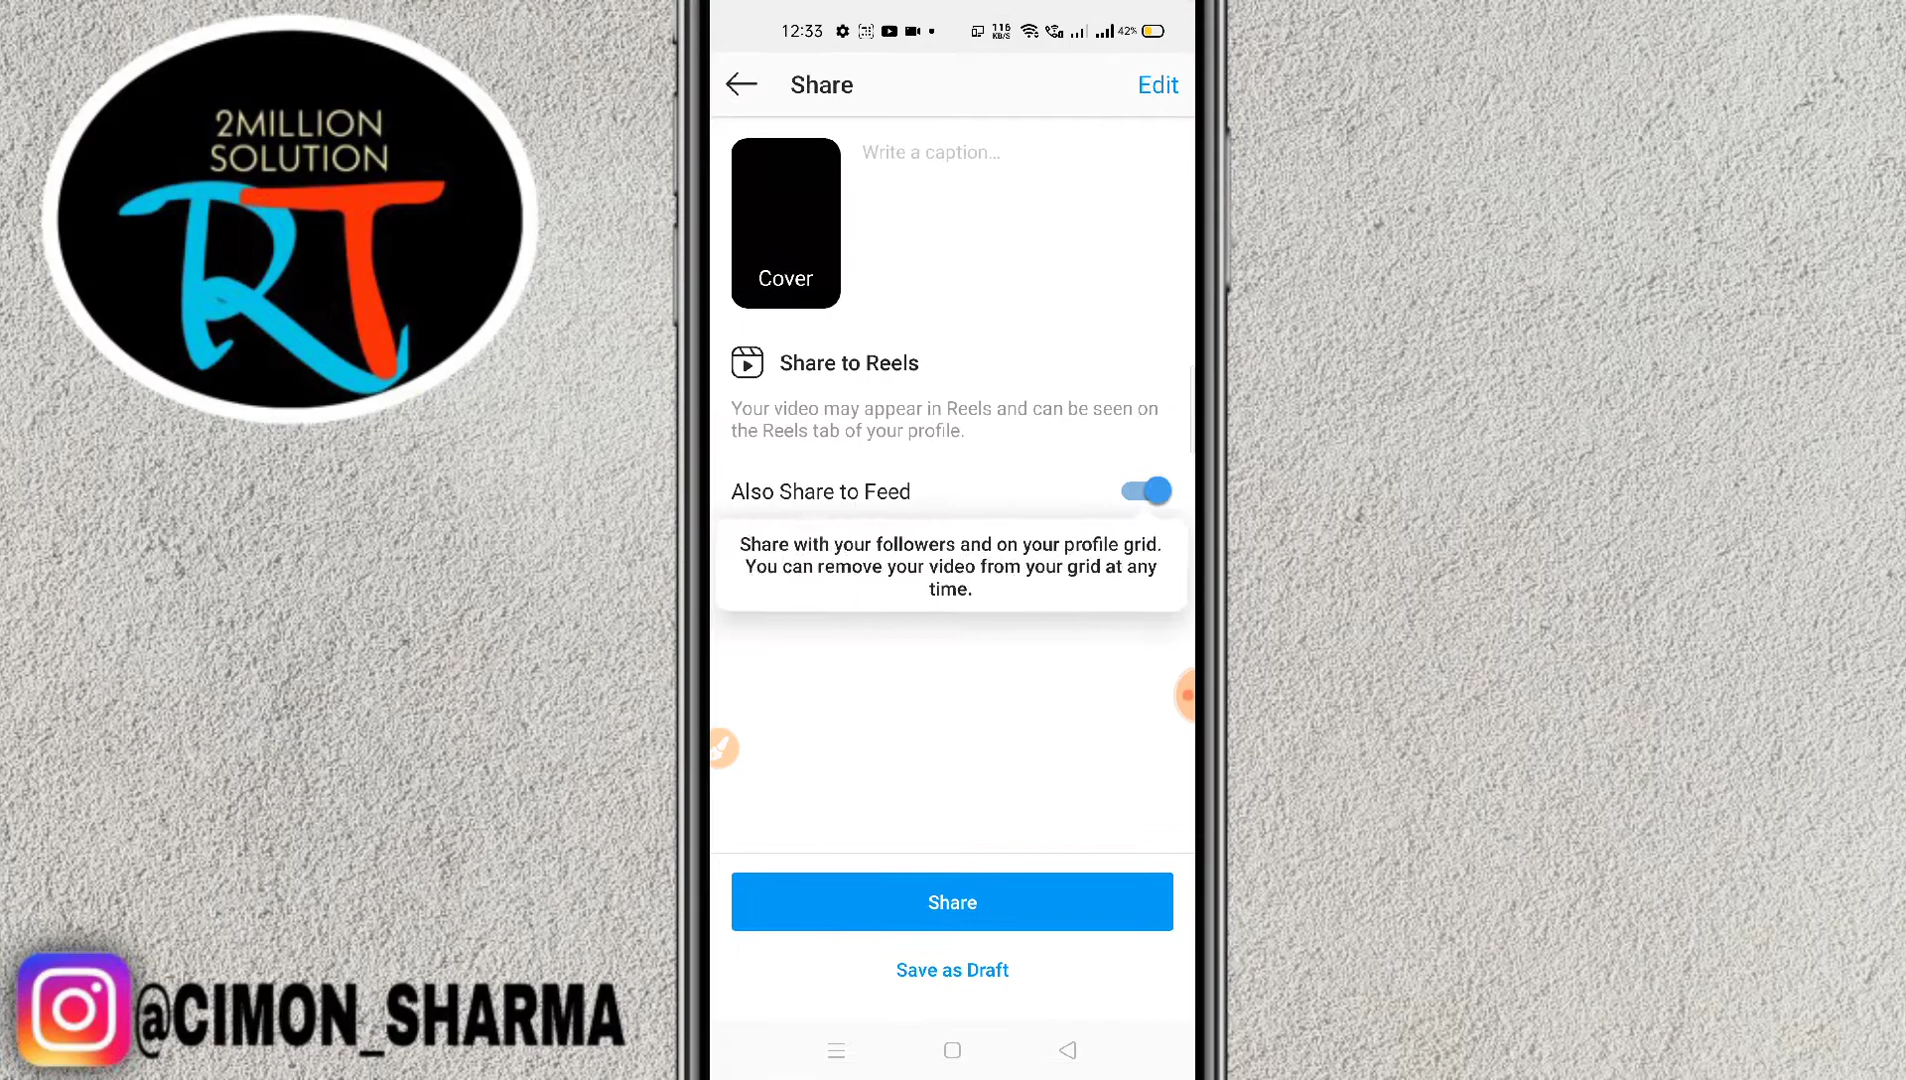 2MILLION
SOLUTION
RT
@CIMON_SHARMA
12:33
116
KB/S
42%
Share
Edit
Write a caption...
Cover
Share to Reels
Your video may appear in Reels and can be seen on
the Reels tab of your profile.
Also Share to Feed
Share with your followers and on your profile grid.
You can remove your video from your grid at any
time.
Share
Save as Draft